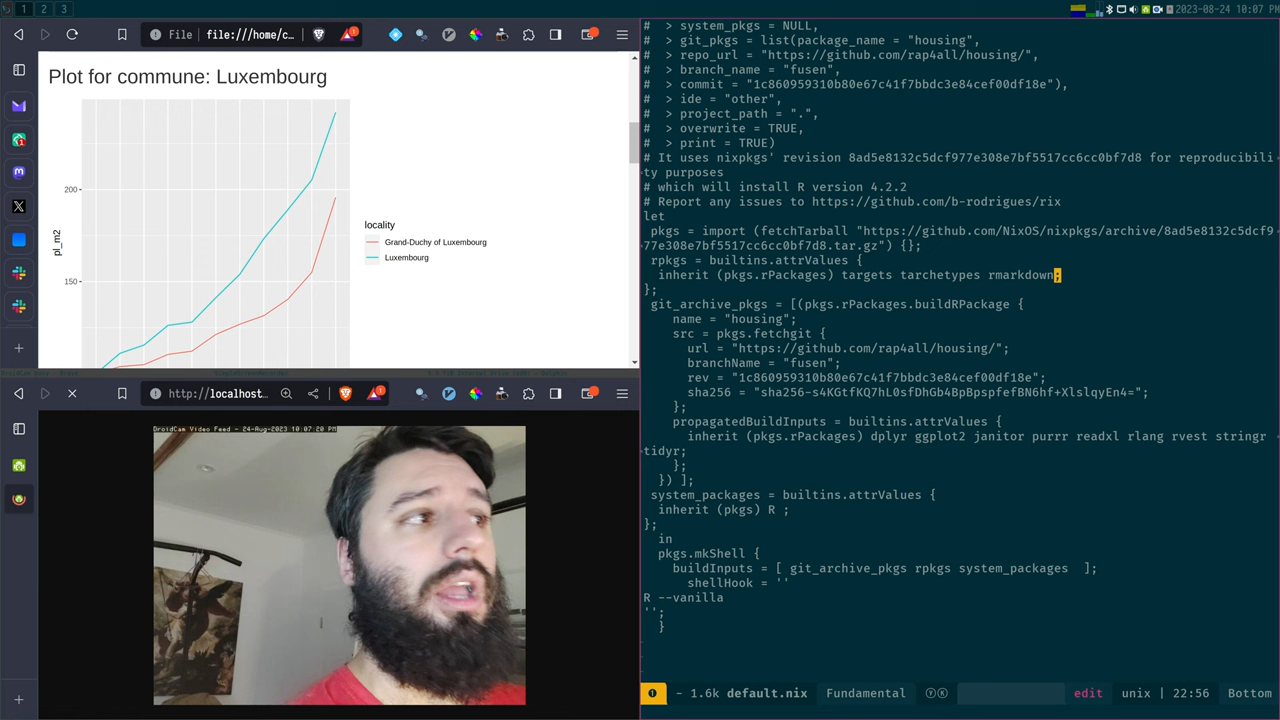 1 2 3
2023-08-24 10:07 PM
File file:///home/c...
1
Plot for commune: Luxembourg
200
pl_m2
150
locality
Grand-Duchy of Luxembourg
Luxembourg
http://localhost...
1
DroidCam Video Feed - 24-Aug-2023 10:07:20 PM
#  > system_pkgs = NULL,
#  > git_pkgs = list(package_name = "housing",
#  > repo_url = "https://github.com/rap4all/housing/",
#  > branch_name = "fusen",
#  > commit = "1c860959310b80e67c41f7bbdc3e84cef00df18e"),
#  > ide = "other",
#  > project_path = ".",
#  > overwrite = TRUE,
#  > print = TRUE)
# It uses nixpkgs' revision 8ad5e8132c5dcf977e308e7bf5517cc6cc0bf7d8 for reproducibili
ty purposes
# which will install R version 4.2.2
# Report any issues to https://github.com/b-rodrigues/rix
let
pkgs = import (fetchTarball "https://github.com/NixOS/nixpkgs/archive/8ad5e8132c5dcf9
77e308e7bf5517cc6cc0bf7d8.tar.gz") {};
rpkgs = builtins.attrValues {
inherit (pkgs.rPackages) targets tarchetypes rmarkdown;
};
git_archive_pkgs = [(pkgs.rPackages.buildRPackage {
name = "housing";
src = pkgs.fetchgit {
url = "https://github.com/rap4all/housing/";
branchName = "fusen";
rev = "1c860959310b80e67c41f7bbdc3e84cef00df18e";
sha256 = "sha256-s4KGtfKQ7hL0sfDhGb4BpBpspfefBN6hf+XlslqyEn4=";
};
propagatedBuildInputs = builtins.attrValues {
inherit (pkgs.rPackages) dplyr ggplot2 janitor purrr readxl rlang rvest stringr
tidyr;
};
}) ];
system_packages = builtins.attrValues {
inherit (pkgs) R ;
};
in
pkgs.mkShell {
buildInputs = [ git_archive_pkgs rpkgs system_packages  ];
shellHook = ''
R --vanilla
'';
}
- 1.6k default.nix Fundamental ⓎⓀ edit unix | 22:56 Bottom